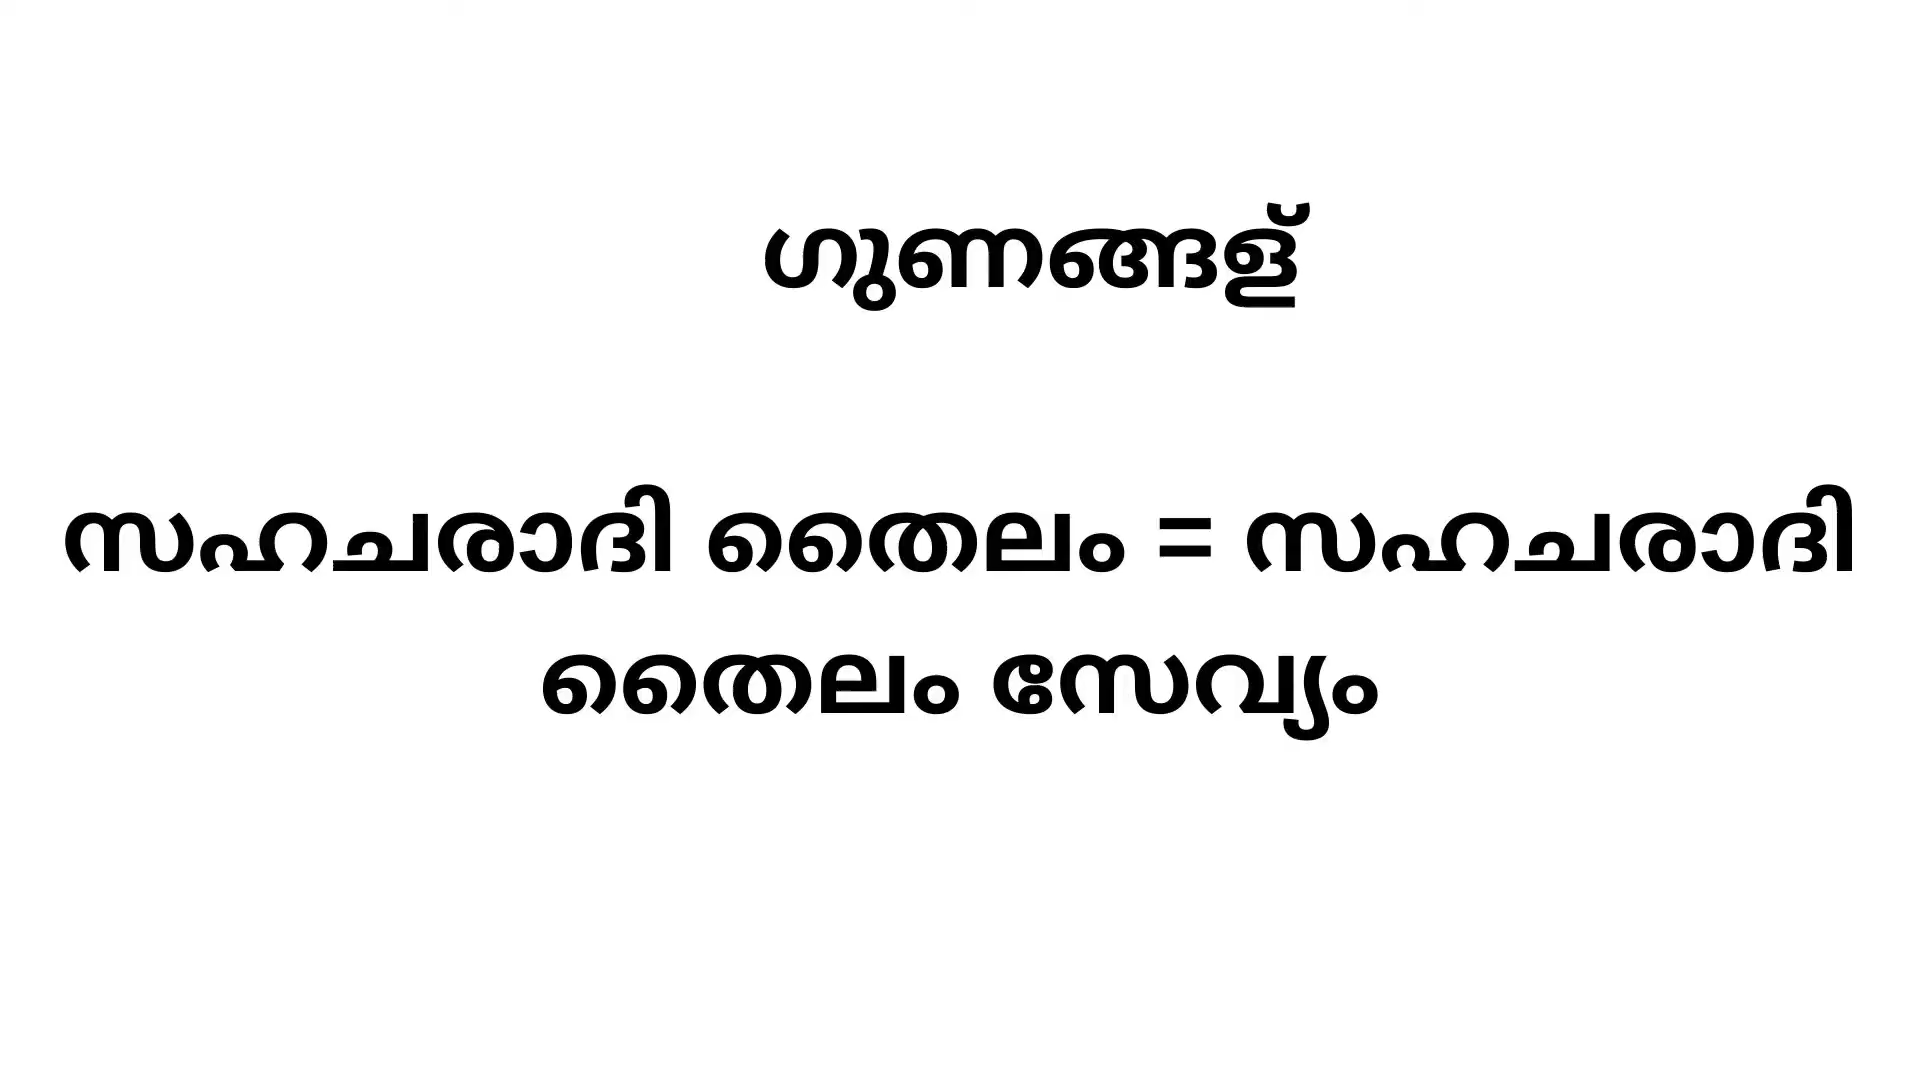 ഗുണങ്ങള്
സഹചരാദി തൈലം = സഹചരാദി
തൈലം സേവ്യം